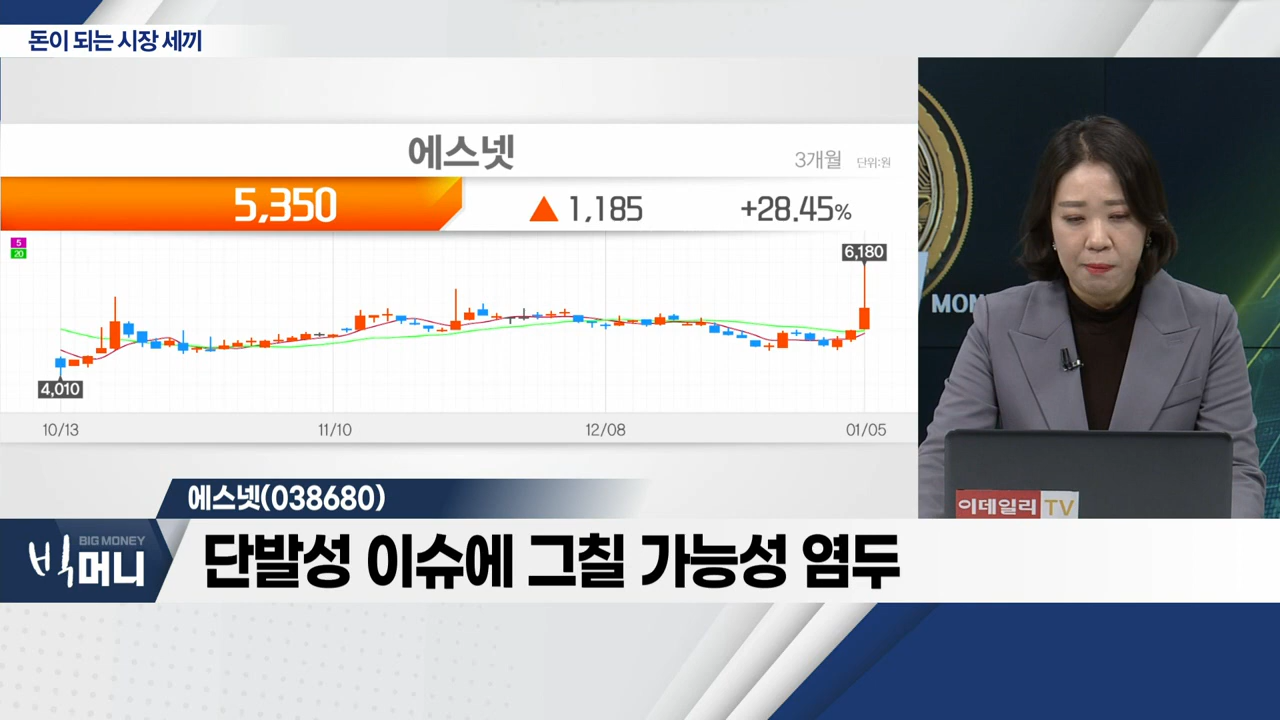 돈이 되는 시장 세끼
에스넷
3개월 단위:원
5,350 ▲ 1,185 +28.45%
5
20
6,180
4,010
10/13 11/10 12/08 01/05
MON
이데일리 TV
에스넷(038680)
BIG MONEY
빅머니
단발성 이슈에 그칠 가능성 염두